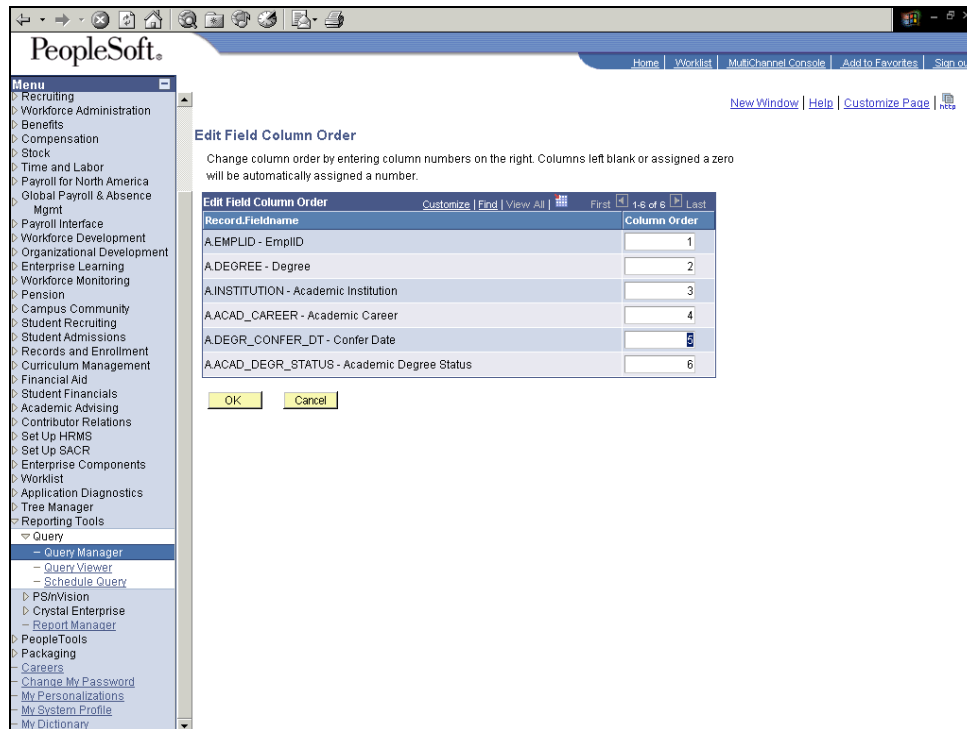 PeopleSoft®
Home | Worklist | MultiChannel Console | Add to Favorites | Sign ou
Menu
Recruiting
Workforce Administration
Benefits
Compensation
Stock
Time and Labor
Payroll for North America
Global Payroll & Absence
Mgmt
Payroll Interface
Workforce Development
Organizational Development
Enterprise Learning
Workforce Monitoring
Pension
Campus Community
Student Recruiting
Student Admissions
Records and Enrollment
Curriculum Management
Financial Aid
Student Financials
Academic Advising
Contributor Relations
Set Up HRMS
Set Up SACR
Enterprise Components
Worklist
Application Diagnostics
Tree Manager
Reporting Tools
Query
– Query Manager
– Query Viewer
– Schedule Query
PS/nVision
Crystal Enterprise
– Report Manager
PeopleTools
Packaging
– Careers
– Change My Password
– My Personalizations
– My System Profile
– My Dictionary
New Window | Help | Customize Page | http
Edit Field Column Order
Change column order by entering column numbers on the right. Columns left blank or assigned a zero
will be automatically assigned a number.
Edit Field Column Order Customize | Find | View All | First 1-6 of 6 Last
Record.Fieldname Column Order
A.EMPLID - EmplID 1
A.DEGREE - Degree 2
A.INSTITUTION - Academic Institution 3
A.ACAD_CAREER - Academic Career 4
A.DEGR_CONFER_DT - Confer Date 5
A.ACAD_DEGR_STATUS - Academic Degree Status 6
OK Cancel